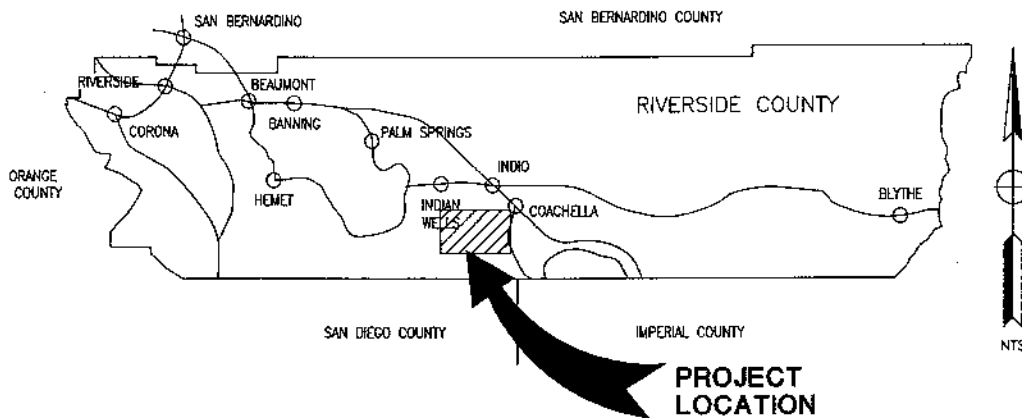 SAN BERNARDINO
SAN BERNARDINO COUNTY
RIVERSIDE
BEAUMONT
RIVERSIDE COUNTY
CORONA
BANNING
PALM SPRINGS
ORANGE
COUNTY
HEMET
INDIO
INDIAN
WELLS
COACHELLA
BLYTHE
SAN DIEGO COUNTY
IMPERIAL COUNTY
NTS
PROJECT
LOCATION